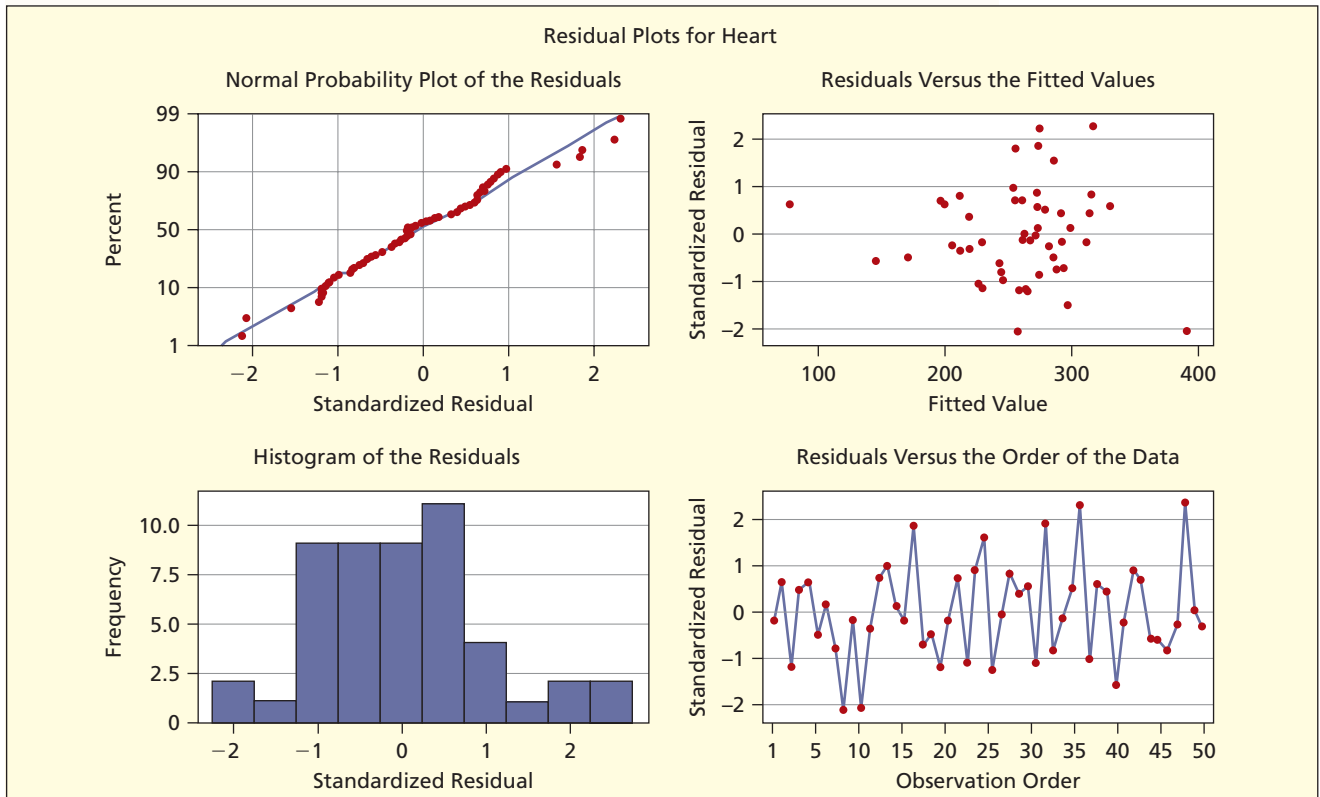 Residual Plots for Heart
Normal Probability Plot of the Residuals
99
90
50
10
1
Percent
−2 −1 0 1 2
Standardized Residual
Residuals Versus the Fitted Values
2
1
0
−1
−2
Standardized Residual
100 200 300 400
Fitted Value
Histogram of the Residuals
10.0
7.5
5.0
2.5
0
Frequency
−2 −1 0 1 2
Standardized Residual
Residuals Versus the Order of the Data
2
1
0
−1
−2
Standardized Residual
1 5 10 15 20 25 30 35 40 45 50
Observation Order